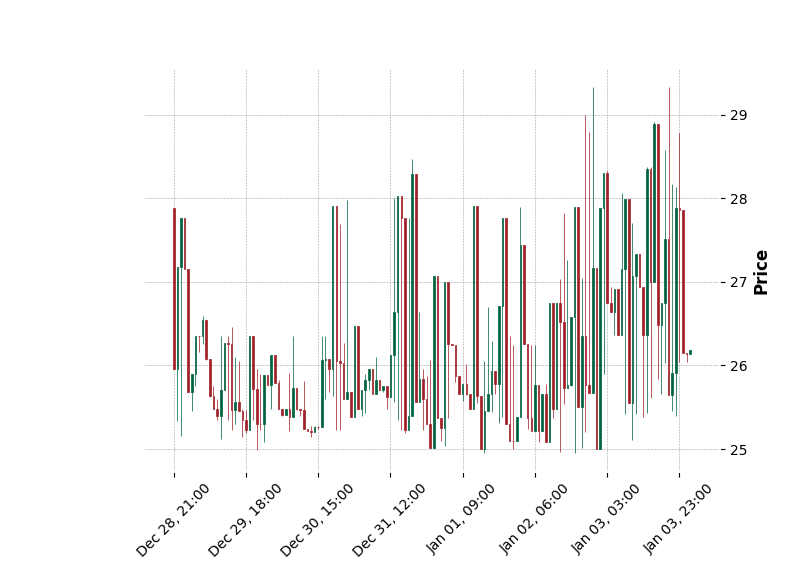 29
28
27
26
25
Price
Dec 28, 21:00
Dec 29, 18:00
Dec 30, 15:00
Dec 31, 12:00
Jan 01, 09:00
Jan 02, 06:00
Jan 03, 03:00
Jan 03, 23:00